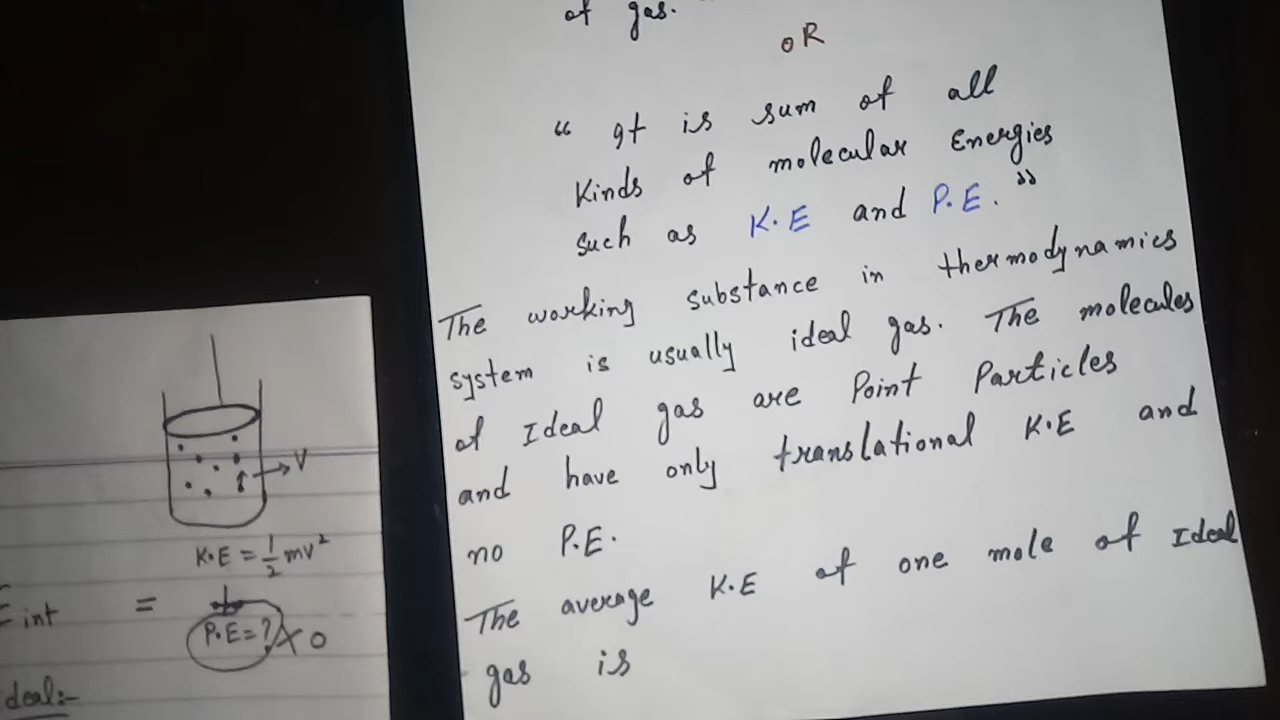 of gas.
OR
“ It is sum of all
Kinds of molecular Energies
such as K.E and P.E. ”
The working substance in thermodynamics
system is usually ideal gas. The molecules
of Ideal gas are Point Particles
and have only translational K.E and
no P.E.
The average K.E of one mole of Ideal
gas is
V
K.E = 1/2 mv²
Eint =
P.E = ? 0
deal:-